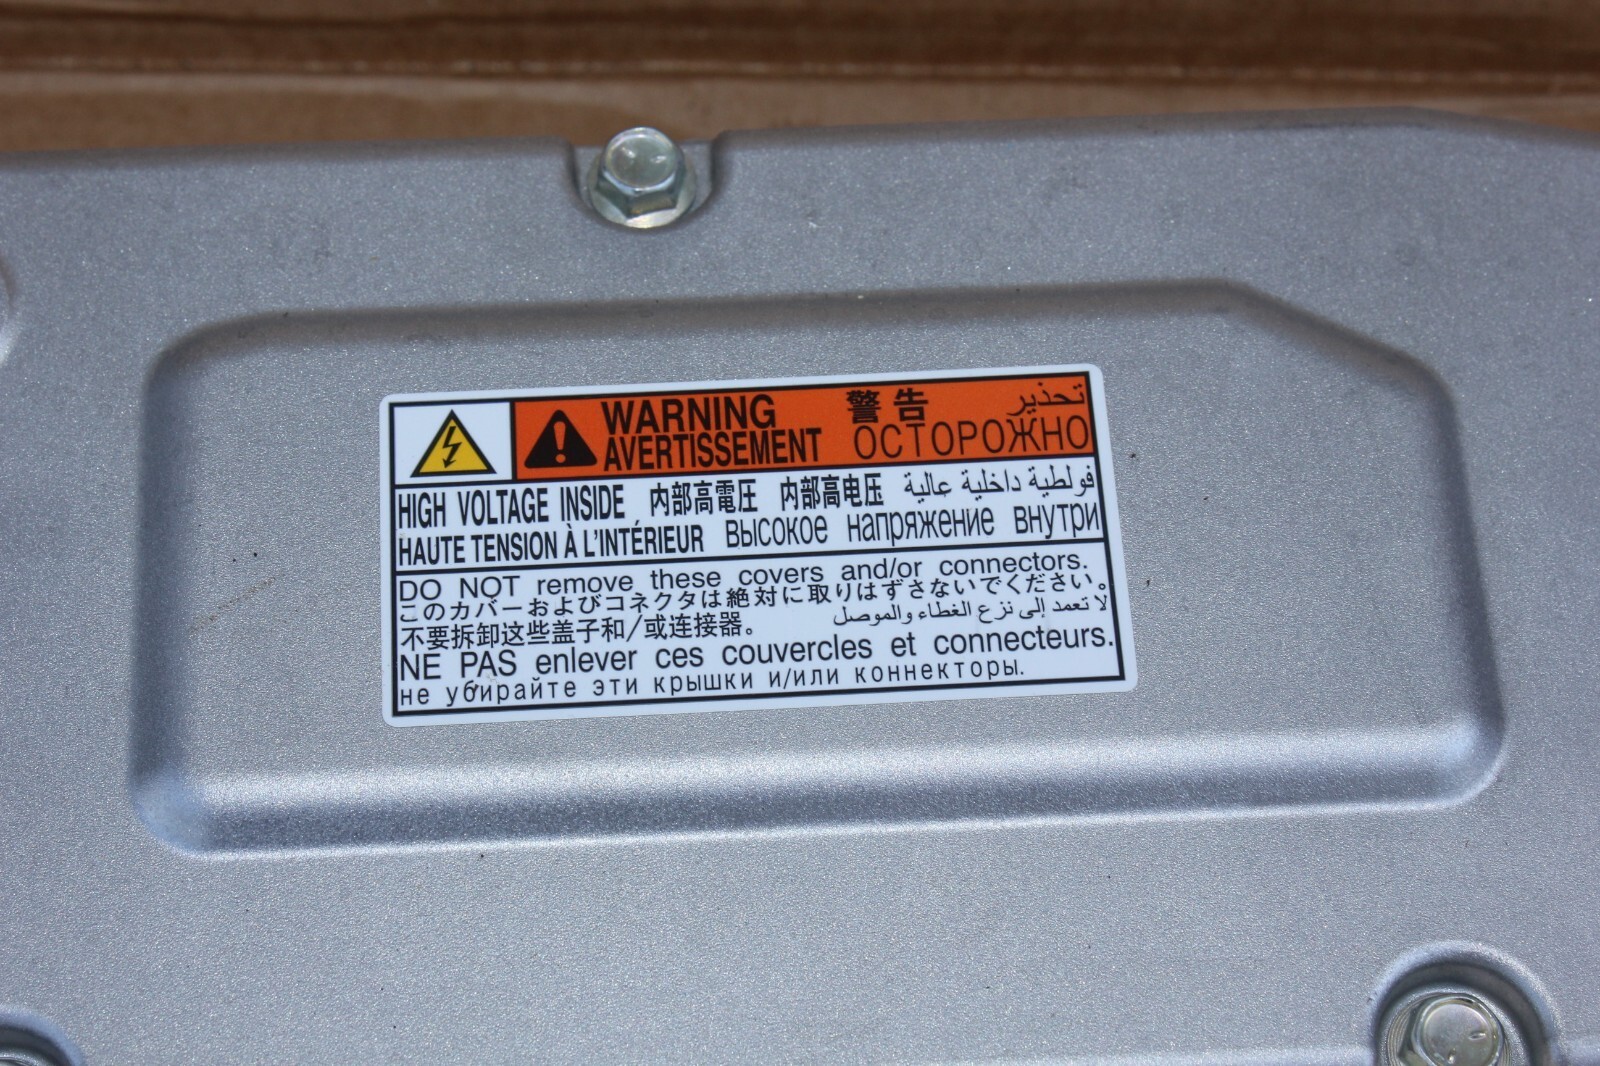 WARNING 警告 تحذير
AVERTISSEMENT ОСТОРОЖНО
HIGH VOLTAGE INSIDE 内部高電圧 内部高电压 فولطية داخلية عالية
HAUTE TENSION À L'INTÉRIEUR высокое напряжение внутри
DO NOT remove these covers and/or connectors.
このカバーおよびコネクタは絶対に取りはずさないでください。
不要拆卸这些盖子和/或连接器。 لا تعمد إلى نزع الغطاء والموصل
NE PAS enlever ces couvercles et connecteurs.
не убирайте эти крышки и/или коннекторы.